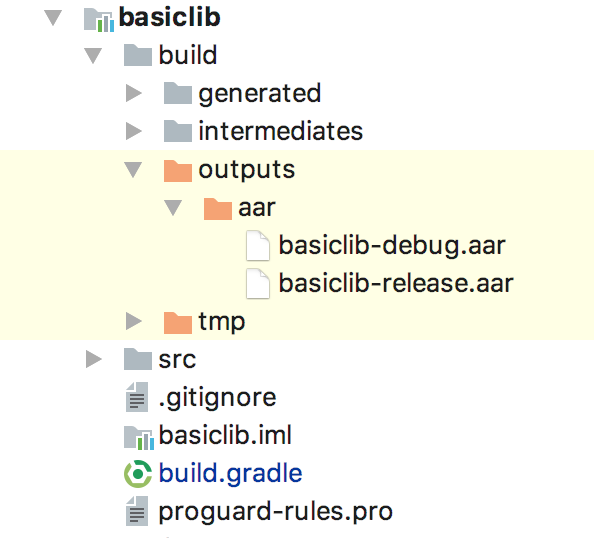 basiclib
build
generated
intermediates
outputs
aar
basiclib-debug.aar
basiclib-release.aar
tmp
src
.gitignore
basiclib.iml
build.gradle
proguard-rules.pro